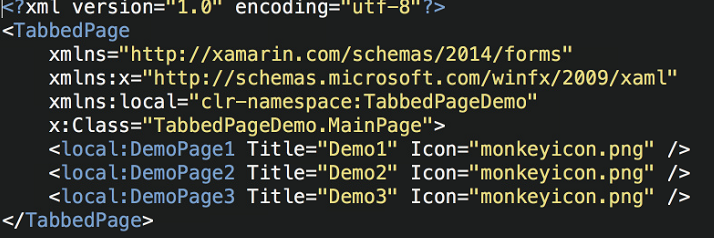 <?xml version="1.0" encoding="utf-8"?>
<TabbedPage
    xmlns="http://xamarin.com/schemas/2014/forms"
    xmlns:x="http://schemas.microsoft.com/winfx/2009/xaml"
    xmlns:local="clr-namespace:TabbedPageDemo"
    x:Class="TabbedPageDemo.MainPage">
    <local:DemoPage1 Title="Demo1" Icon="monkeyicon.png" />
    <local:DemoPage2 Title="Demo2" Icon="monkeyicon.png" />
    <local:DemoPage3 Title="Demo3" Icon="monkeyicon.png" />
</TabbedPage>